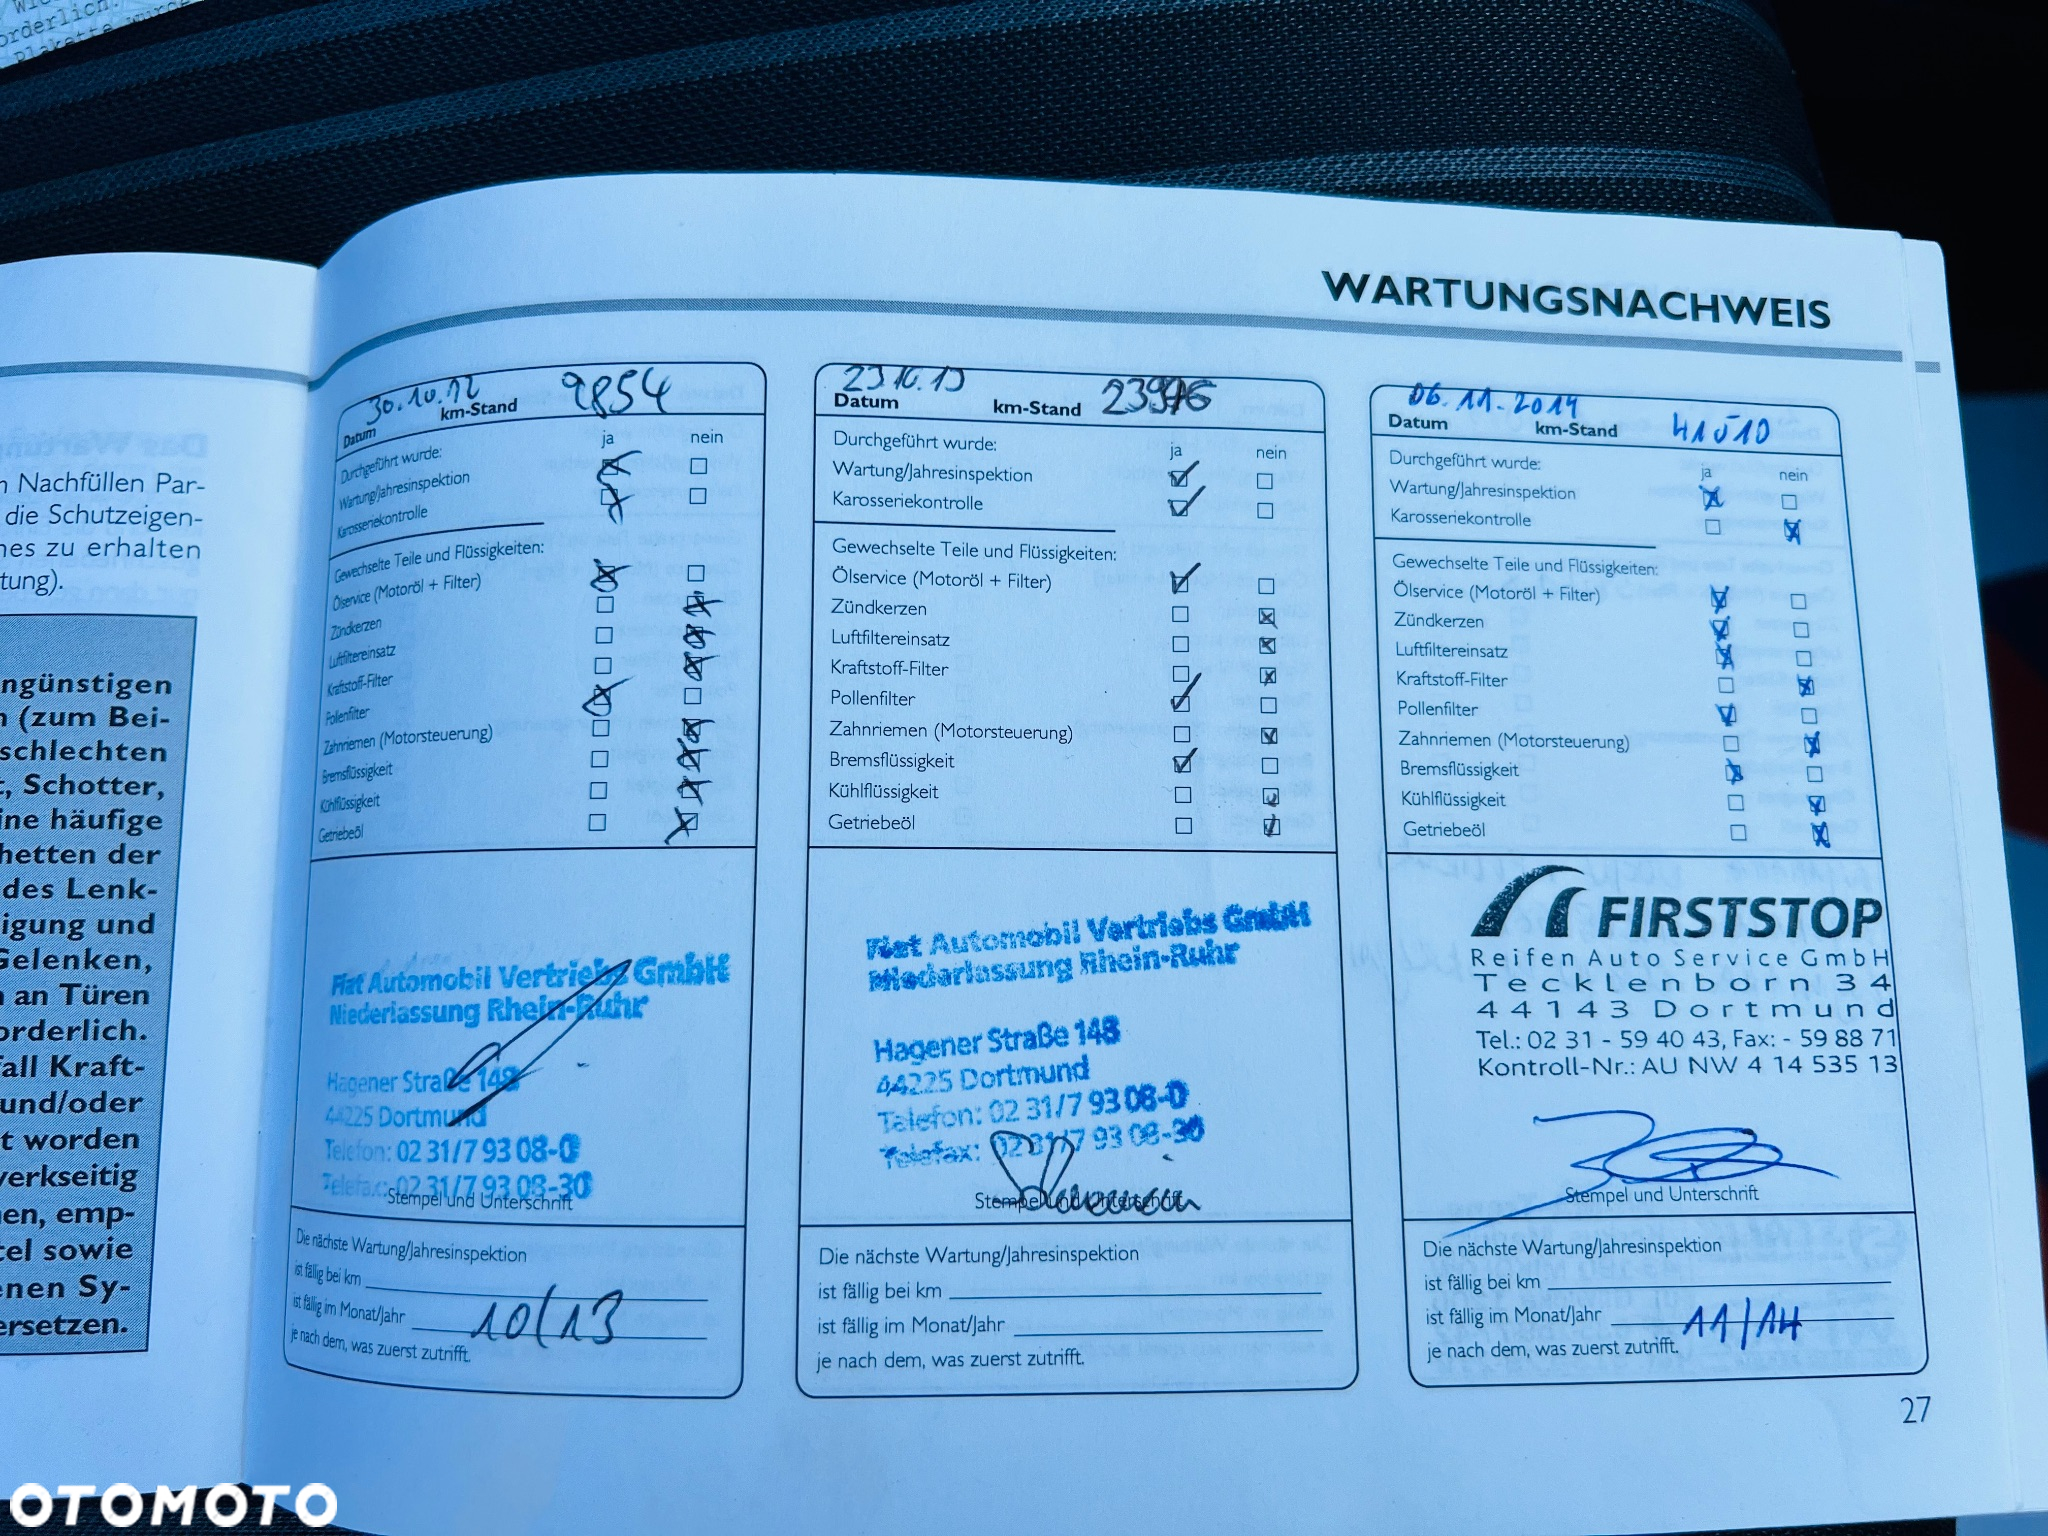 orderlich.
Plakette wurde
n Nachfüllen Par-
die Schutzeigen-
nes zu erhalten
tung).
ngünstigen
n (zum Bei-
schlechten
t, Schotter,
ine häufige
hetten der
des Lenk-
igung und
Gelenken,
n an Türen
orderlich.
fall Kraft-
und/oder
t worden
werkseitig
nen, emp-
tel sowie
enen Sy-
ersetzen.
WARTUNGSNACHWEIS
30.10.12 9854
Datum km-Stand
Durchgeführt wurde: ja nein
Wartung/Jahresinspektion
Karosseriekontrolle
Gewechselte Teile und Flüssigkeiten:
Ölservice (Motoröl + Filter)
Zündkerzen
Luftfiltereinsatz
Kraftstoff-Filter
Pollenfilter
Zahnriemen (Motorsteuerung)
Bremsflüssigkeit
Kühlflüssigkeit
Getriebeöl
Fiat Automobil Vertriebs GmbH
Niederlassung Rhein-Ruhr
Hagener Straße 148
44225 Dortmund
Telefon: 02 31/7 93 08-0
Telefax: 02 31/7 93 08-30
Stempel und Unterschrift
Die nächste Wartung/Jahresinspektion
ist fällig bei km
ist fällig im Monat/Jahr 10/13
je nach dem, was zuerst zutrifft.
23.10.13
Datum km-Stand
Durchgeführt wurde: ja nein
Wartung/Jahresinspektion
Karosseriekontrolle
Gewechselte Teile und Flüssigkeiten:
Ölservice (Motoröl + Filter)
Zündkerzen
Luftfiltereinsatz
Kraftstoff-Filter
Pollenfilter
Zahnriemen (Motorsteuerung)
Bremsflüssigkeit
Kühlflüssigkeit
Getriebeöl
Fiat Automobil Vertriebs GmbH
Niederlassung Rhein-Ruhr
Hagener Straße 148
44225 Dortmund
Telefon: 02 31/7 93 08-0
Telefax: 02 31/7 93 08-30
Stempel und Unterschrift
Die nächste Wartung/Jahresinspektion
ist fällig bei km
ist fällig im Monat/Jahr
je nach dem, was zuerst zutrifft.
06.11.2014 41510
Datum km-Stand
Durchgeführt wurde: ja nein
Wartung/Jahresinspektion
Karosseriekontrolle
Gewechselte Teile und Flüssigkeiten:
Ölservice (Motoröl + Filter)
Zündkerzen
Luftfiltereinsatz
Kraftstoff-Filter
Pollenfilter
Zahnriemen (Motorsteuerung)
Bremsflüssigkeit
Kühlflüssigkeit
Getriebeöl
FIRSTSTOP
Reifen Auto Service GmbH
Tecklenborn 34
44143 Dortmund
Tel.: 02 31 - 59 40 43, Fax: - 59 88 71
Kontroll-Nr.: AU NW 4 14 535 13
Stempel und Unterschrift
Die nächste Wartung/Jahresinspektion
ist fällig bei km
ist fällig im Monat/Jahr 11/14
je nach dem, was zuerst zutrifft.
27
OTOMOTO